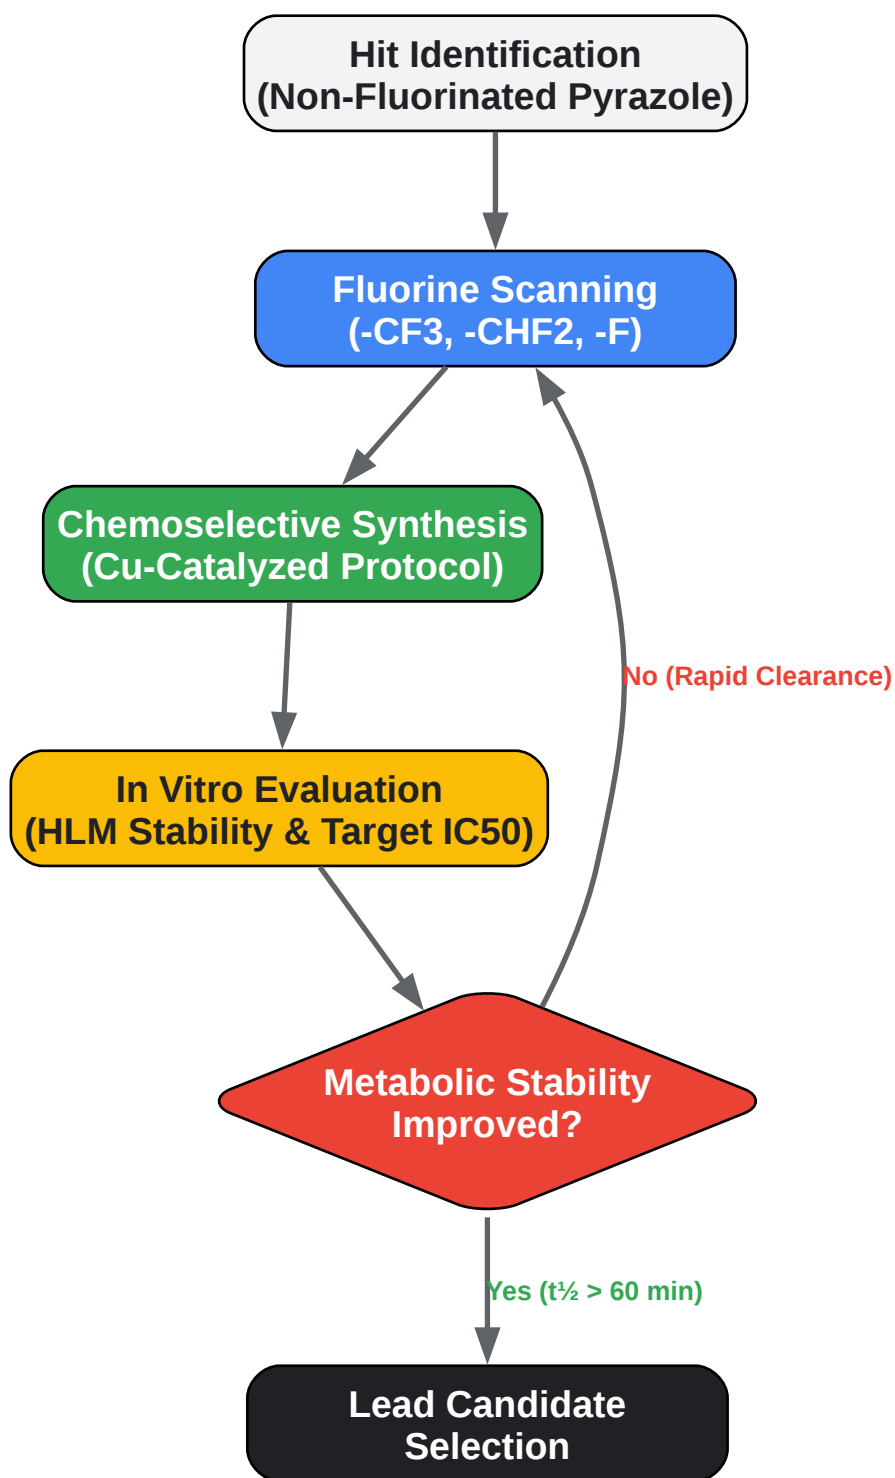 Hit Identification
(Non-Fluorinated Pyrazole)
Fluorine Scanning
(-CF3, -CHF2, -F)
Chemoselective Synthesis
(Cu-Catalyzed Protocol)
No (Rapid Clearance)
In Vitro Evaluation
(HLM Stability & Target IC50)
Metabolic Stability
Improved?
Yes (t½ > 60 min)
Lead Candidate
Selection